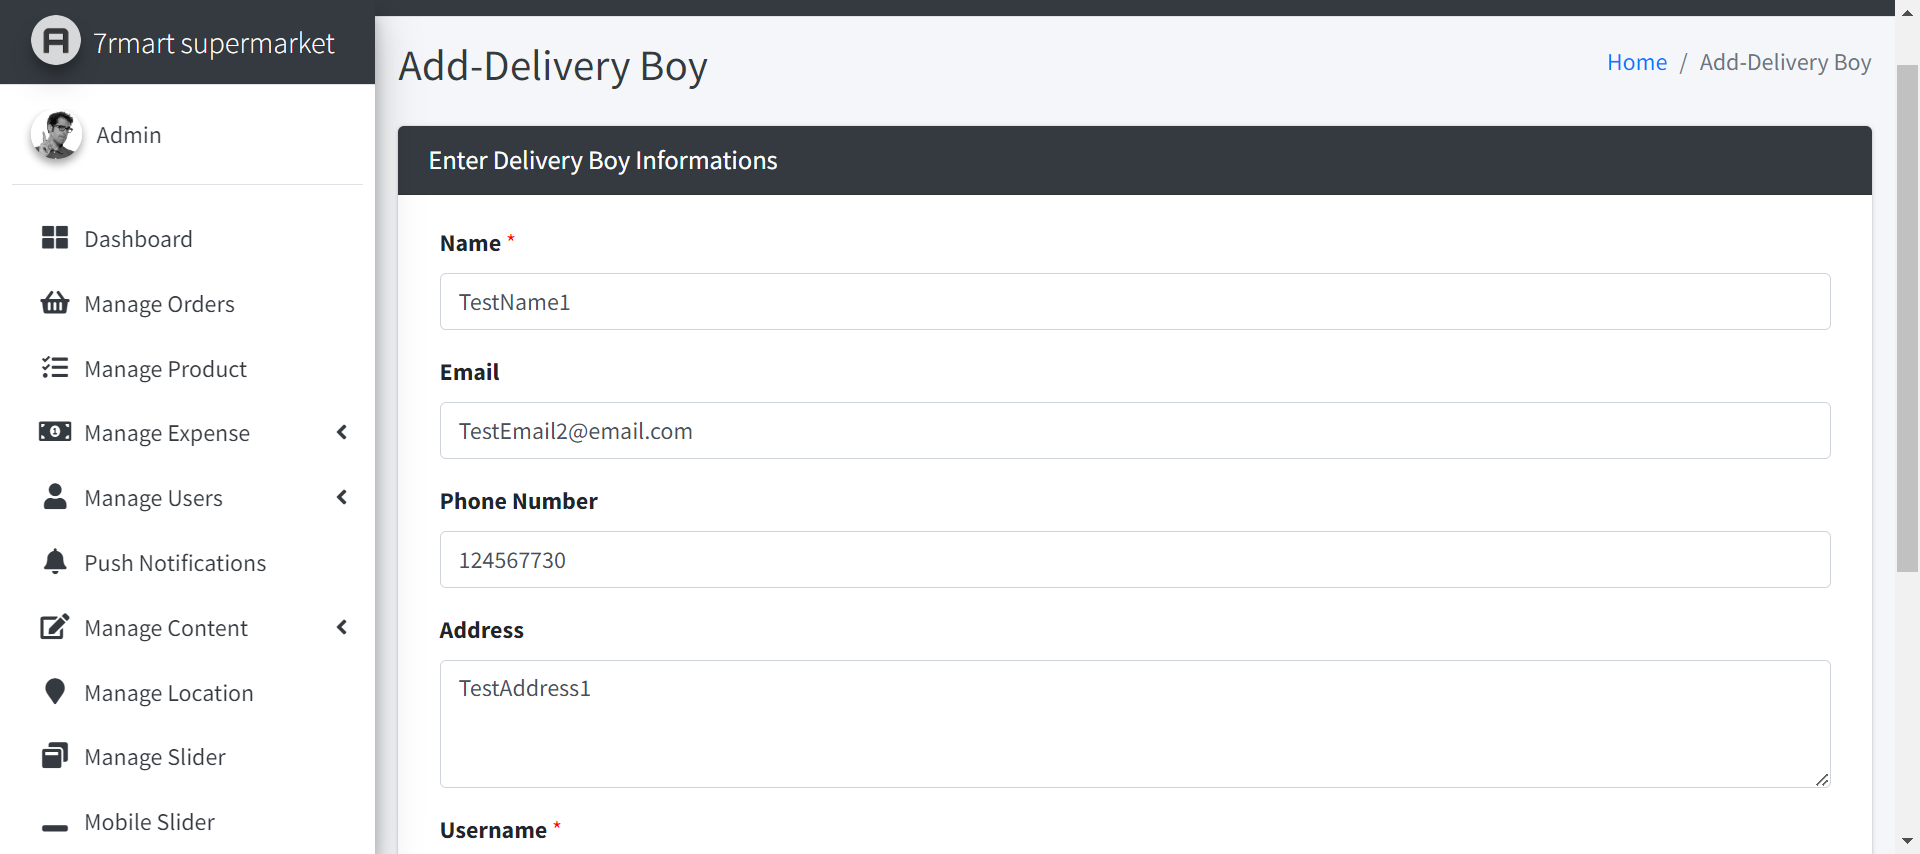 7rmart supermarket
Admin
Dashboard
Manage Orders
Manage Product
Manage Expense
Manage Users
Push Notifications
Manage Content
Manage Location
Manage Slider
Mobile Slider
Add-Delivery Boy
Home / Add-Delivery Boy
Enter Delivery Boy Informations
Name *
TestName1
Email
TestEmail2@email.com
Phone Number
124567730
Address
TestAddress1
Username *